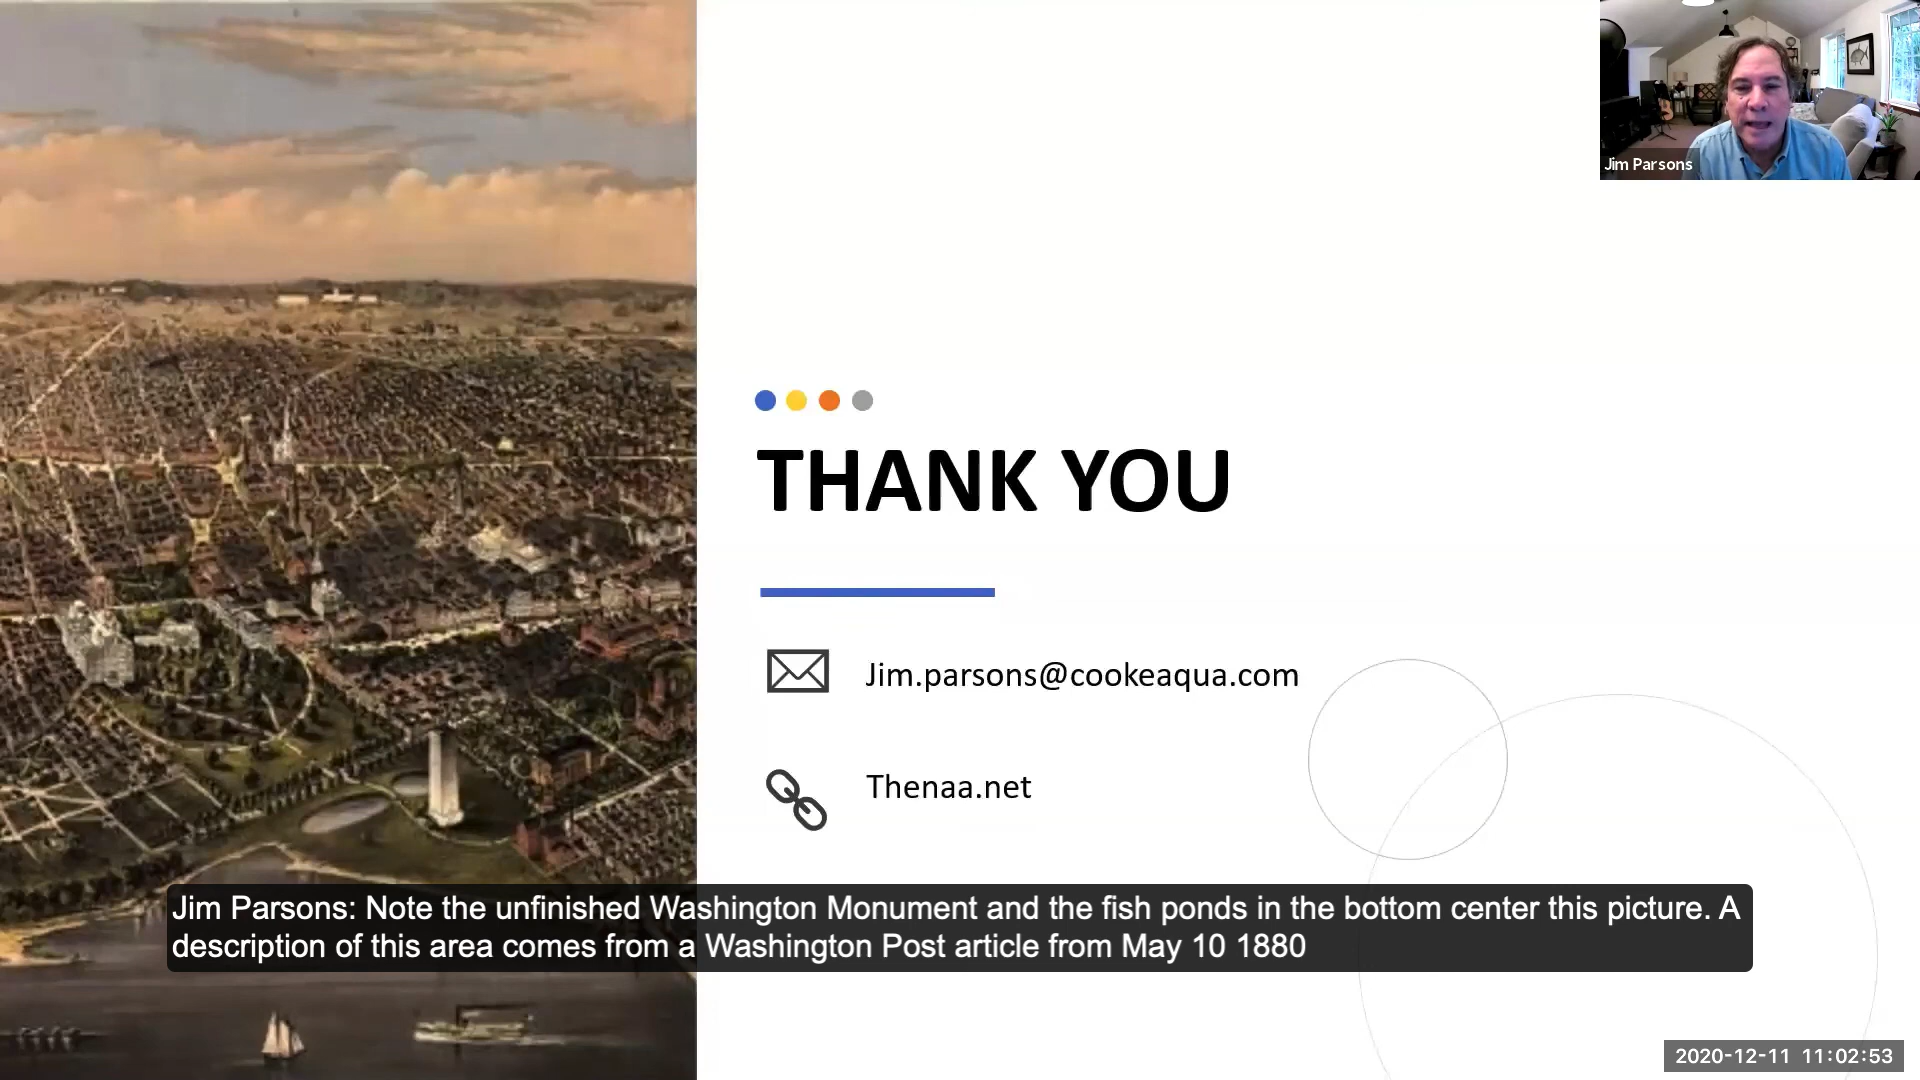 Jim Parsons
THANK YOU
Jim.parsons@cookeaqua.com
Thenaa.net
Jim Parsons: Note the unfinished Washington Monument and the fish ponds in the bottom center this picture. A
description of this area comes from a Washington Post article from May 10 1880
2020-12-11 11:02:53